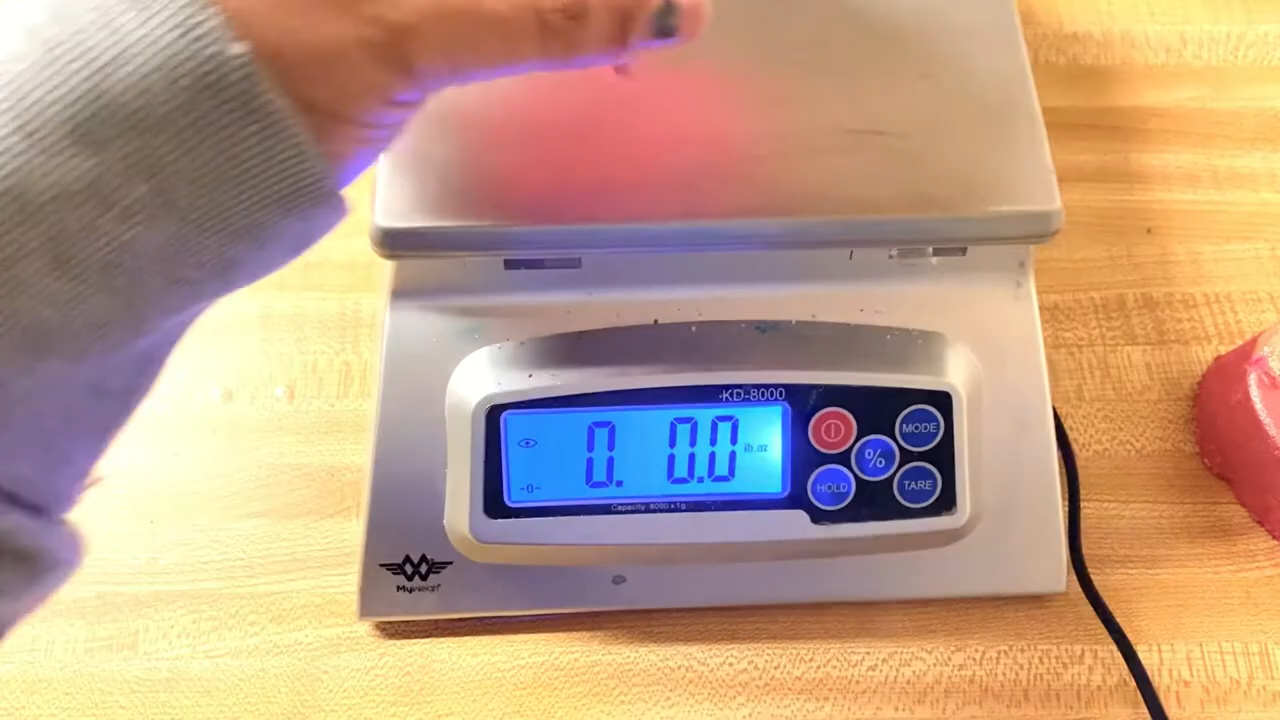 KD-8000
0. 0.0 lb.oz
-0-
Capacity: 8000 x 1g
MODE
%
HOLD
TARE
MyWeigh